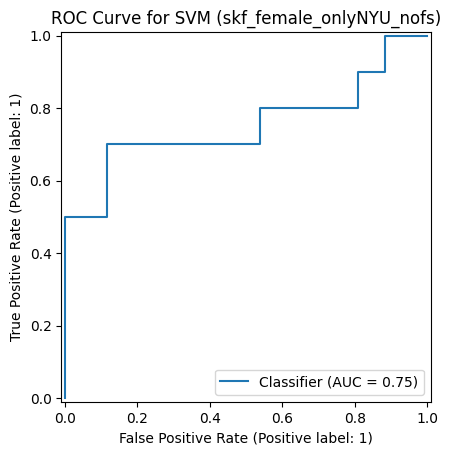 ROC Curve for SVM (skf_female_onlyNYU_nofs)
1.0
0.8
0.6
0.4
0.2
0.0
True Positive Rate (Positive label: 1)
Classifier (AUC = 0.75)
0.0 0.2 0.4 0.6 0.8 1.0
False Positive Rate (Positive label: 1)